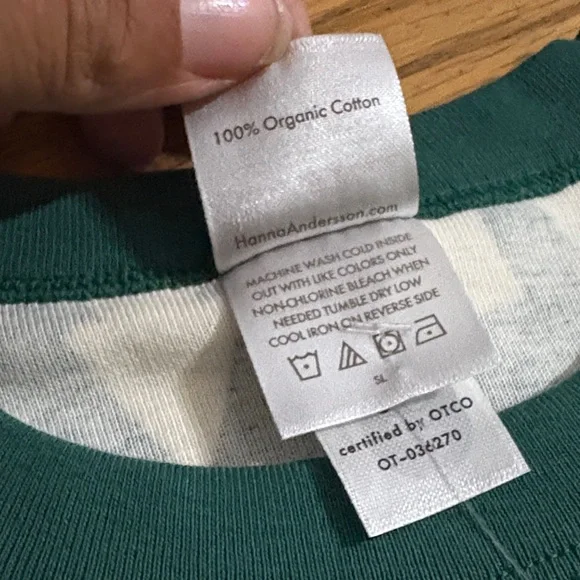 100% Organic Cotton
HannaAndersson.com
MACHINE WASH COLD INSIDE
OUT WITH LIKE COLORS ONLY
NON-CHLORINE BLEACH WHEN
NEEDED TUMBLE DRY LOW
COOL IRON ON REVERSE SIDE
SL
certified by OTCO
OT-036270